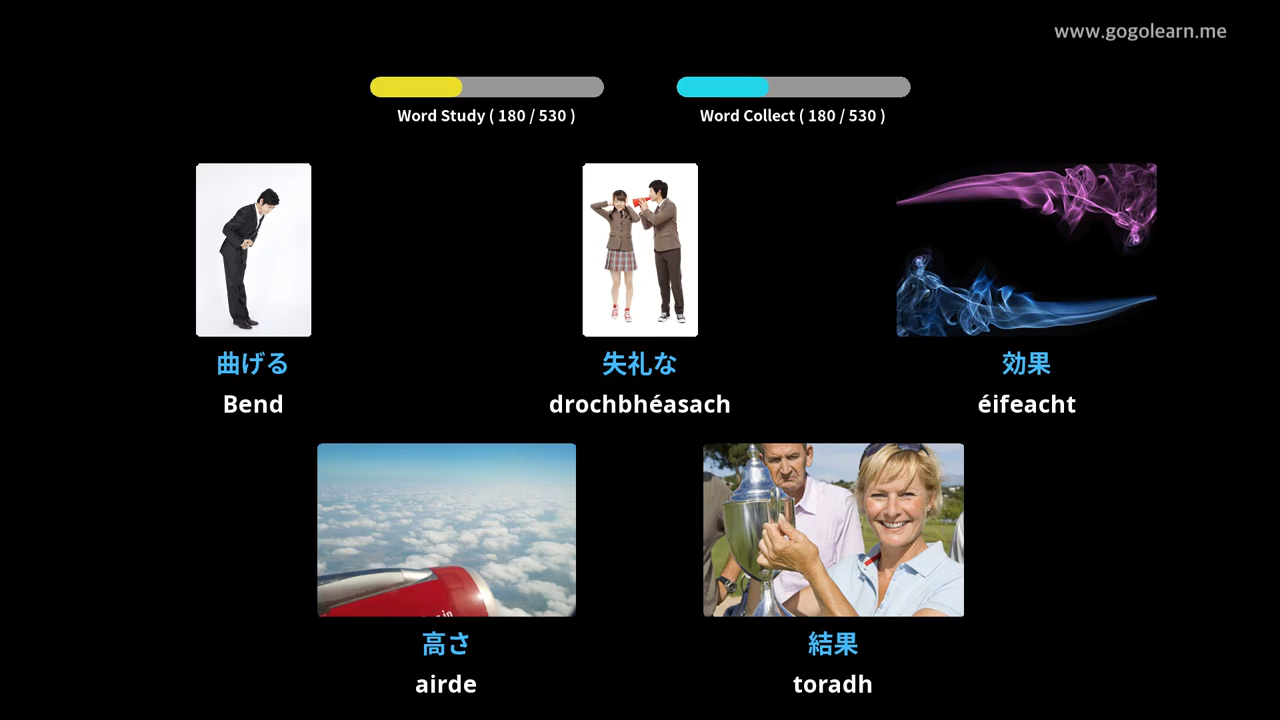 www.gogolearn.me
Word Study ( 180 / 530 )
Word Collect ( 180 / 530 )
曲げる
Bend
失礼な
drochbhéasach
効果
éifeacht
高さ
airde
結果
toradh